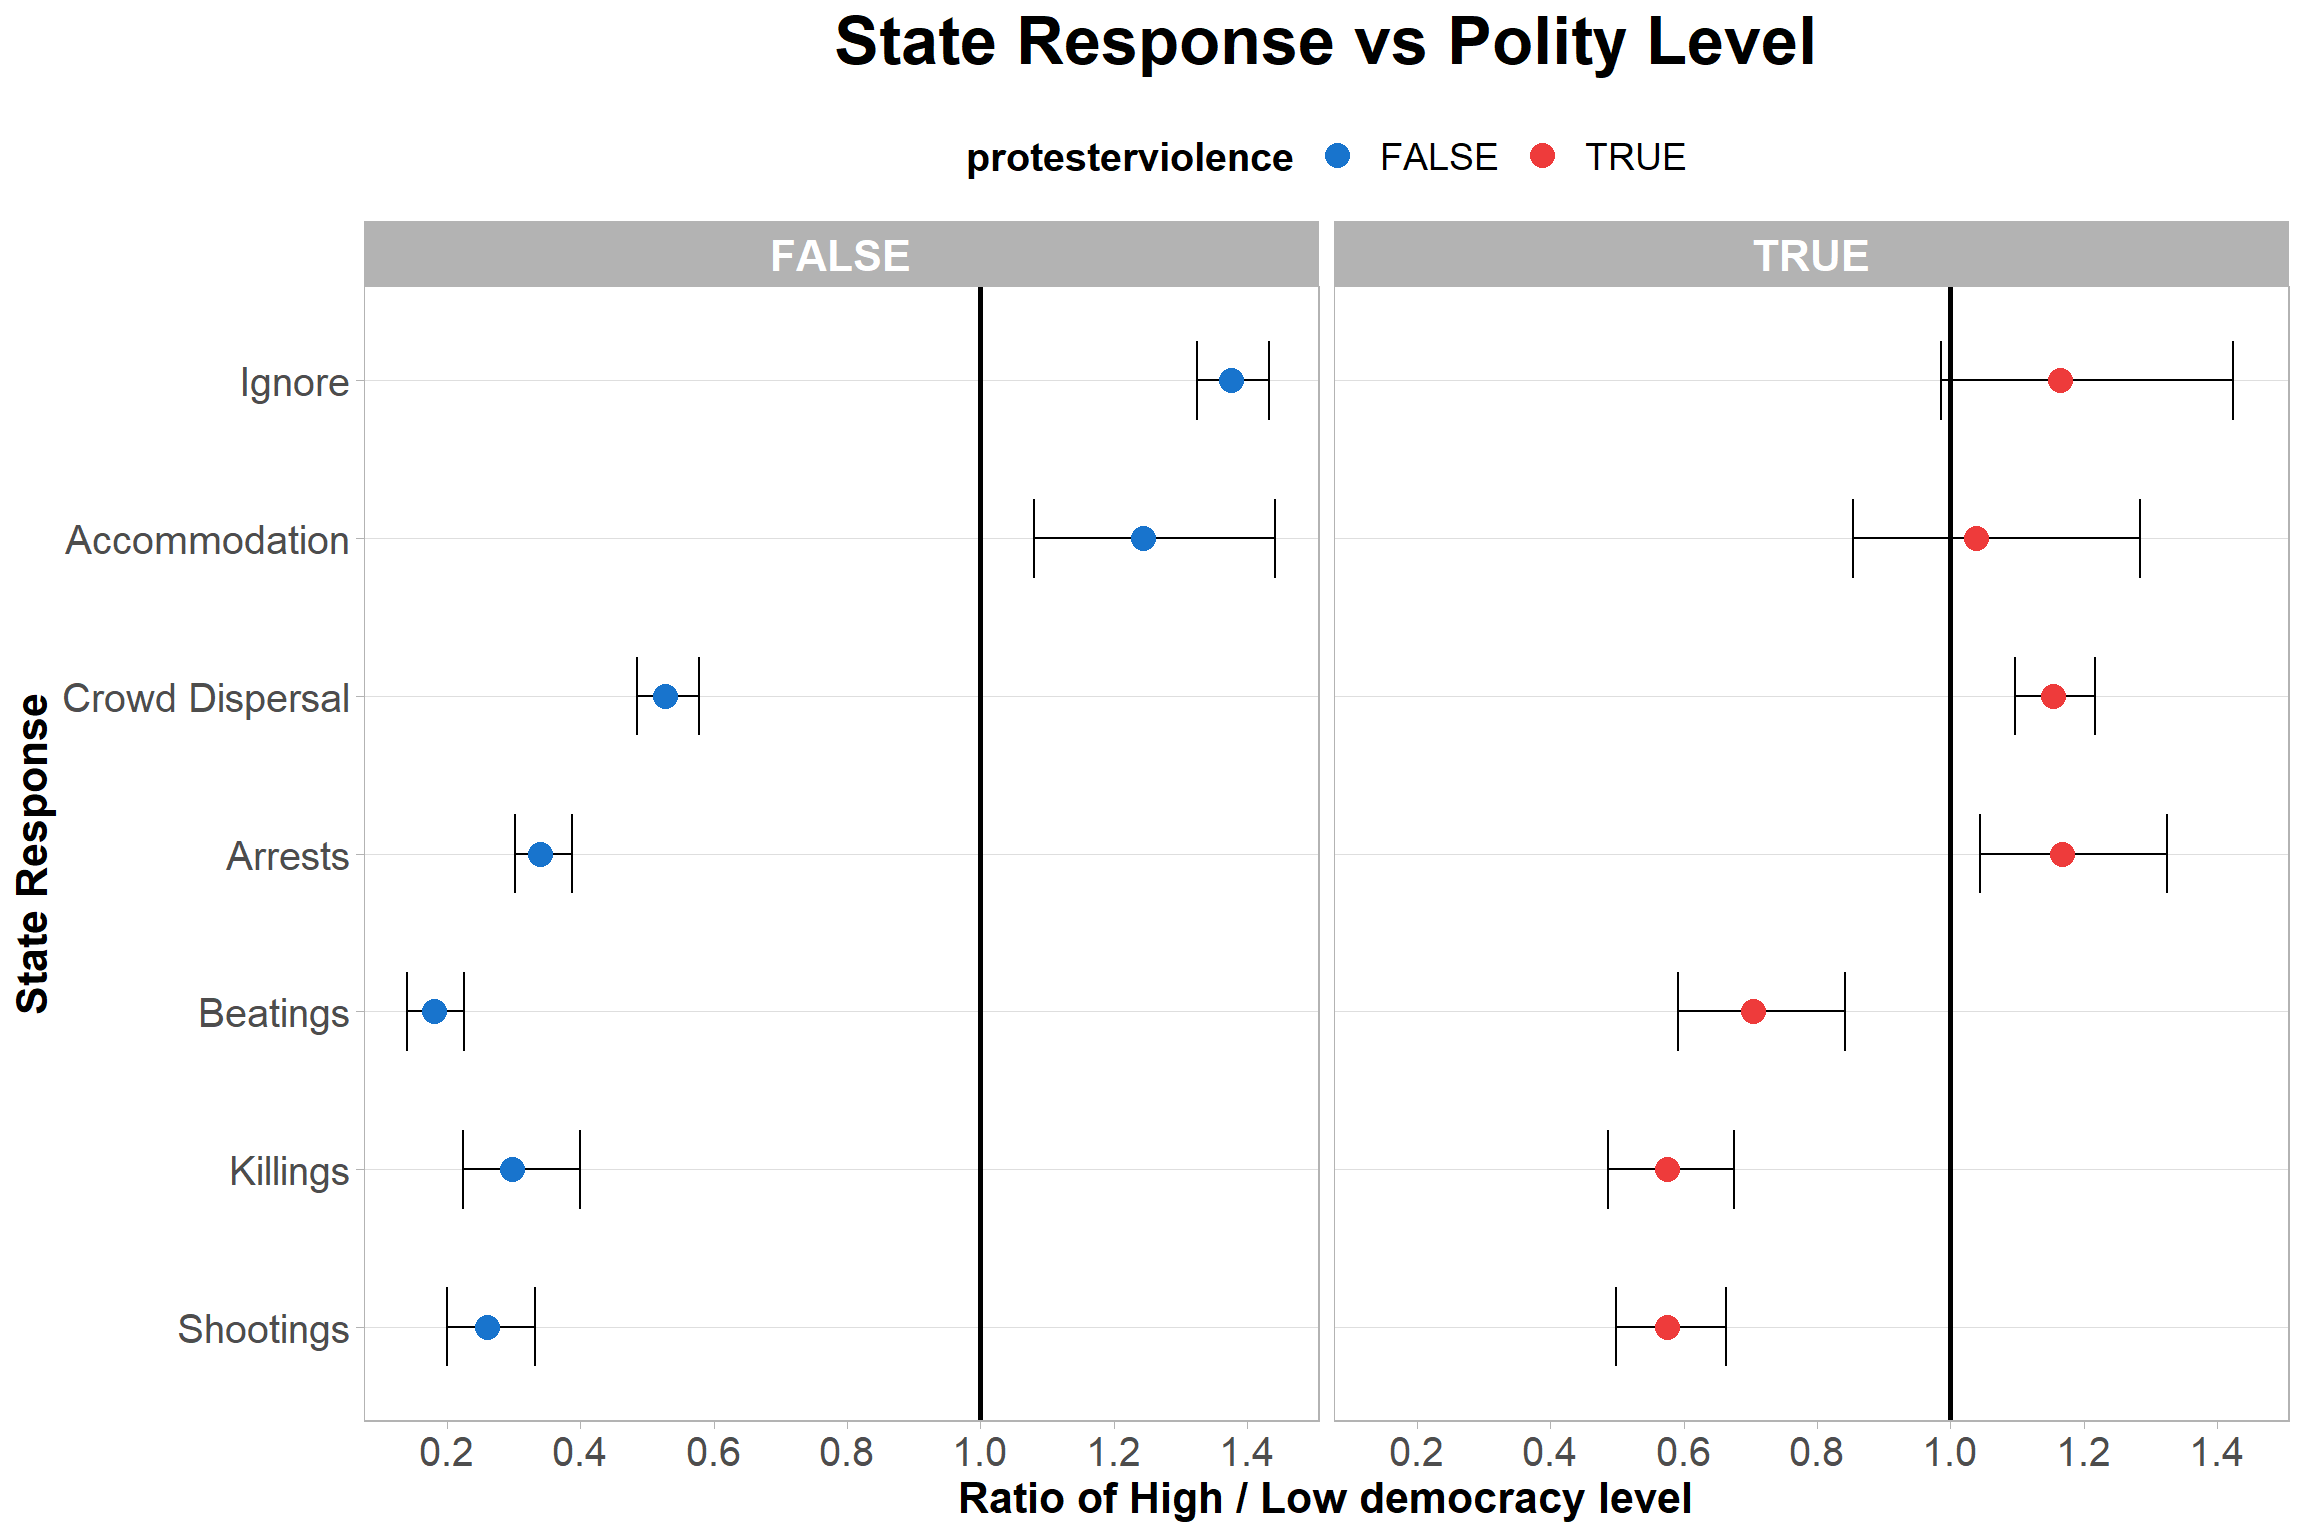 State Response vs Polity Level
protesterviolence FALSE TRUE
FALSE TRUE
State Response
Ignore
Accommodation
Crowd Dispersal
Arrests
Beatings
Killings
Shootings
0.2 0.4 0.6 0.8 1.0 1.2 1.4 0.2 0.4 0.6 0.8 1.0 1.2 1.4
Ratio of High / Low democracy level